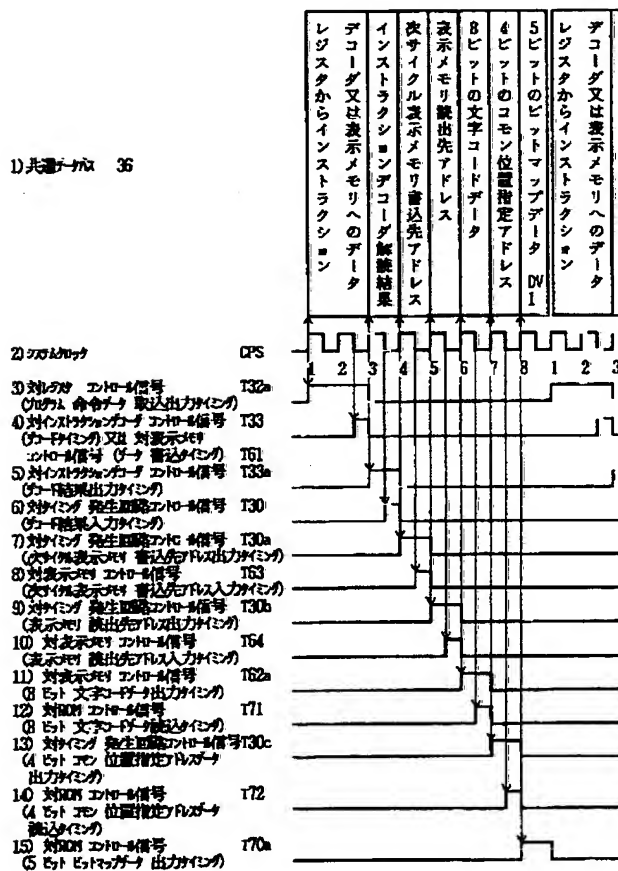 レジスタからインストラクション
デコーダ又は表示メモリへのデータ
インストラクションデコーダ解読結果
次サイクル表示メモリ書込先アドレス
表示メモリ読出先アドレス
8ビットの文字コードデータ
4ビットのコモン位置指定アドレス
5ビットのビットマップデータ DV1
レジスタからインストラクション
デコーダ又は表示メモリへのデータ
1) 共通データバス 36
2) システムクロック CPS
1 2 3 4 5 6 7 8 1 2 3
3) 対レジスタ コントロール信号 T32a
(プログラム 命令データ 取込出力タイミング)
4) 対インストラクションデコーダ コントロール信号 T33
(デコードタイミング) 又は 対表示メモリ
コントロール信号 (データ 書込タイミング) T61
5) 対インストラクションデコーダ コントロール信号 T33a
(デコード結果出力タイミング)
6) 対タイミング 発生回路コントロール信号 T30
(デコード結果入力タイミング)
7) 対タイミング 発生回路コントロール信号 T30a
(次サイクル表示メモリ 書込先アドレス出力タイミング)
8) 対表示メモリ コントロール信号 T63
(次サイクル表示メモリ 書込先アドレス入力タイミング)
9) 対タイミング 発生回路コントロール信号 T30b
(表示メモリ 読出先アドレス出力タイミング)
10) 対表示メモリ コントロール信号 T64
(表示メモリ 読出先アドレス入力タイミング)
11) 対表示メモリ コントロール信号 T62a
(8 ビット 文字コードデータ出力タイミング)
12) 対ROM コントロール信号 T71
(8 ビット 文字コードデータ読込タイミング)
13) 対タイミング 発生回路コントロール信号 T30c
(4 ビット コモン 位置指定アドレスデータ
出力タイミング)
14) 対ROM コントロール信号 T72
(4 ビット コモン 位置指定アドレスデータ
読込タイミング)
15) 対ROM コントロール信号 T70a
(5 ビット ビットマップデータ 出力タイミング)